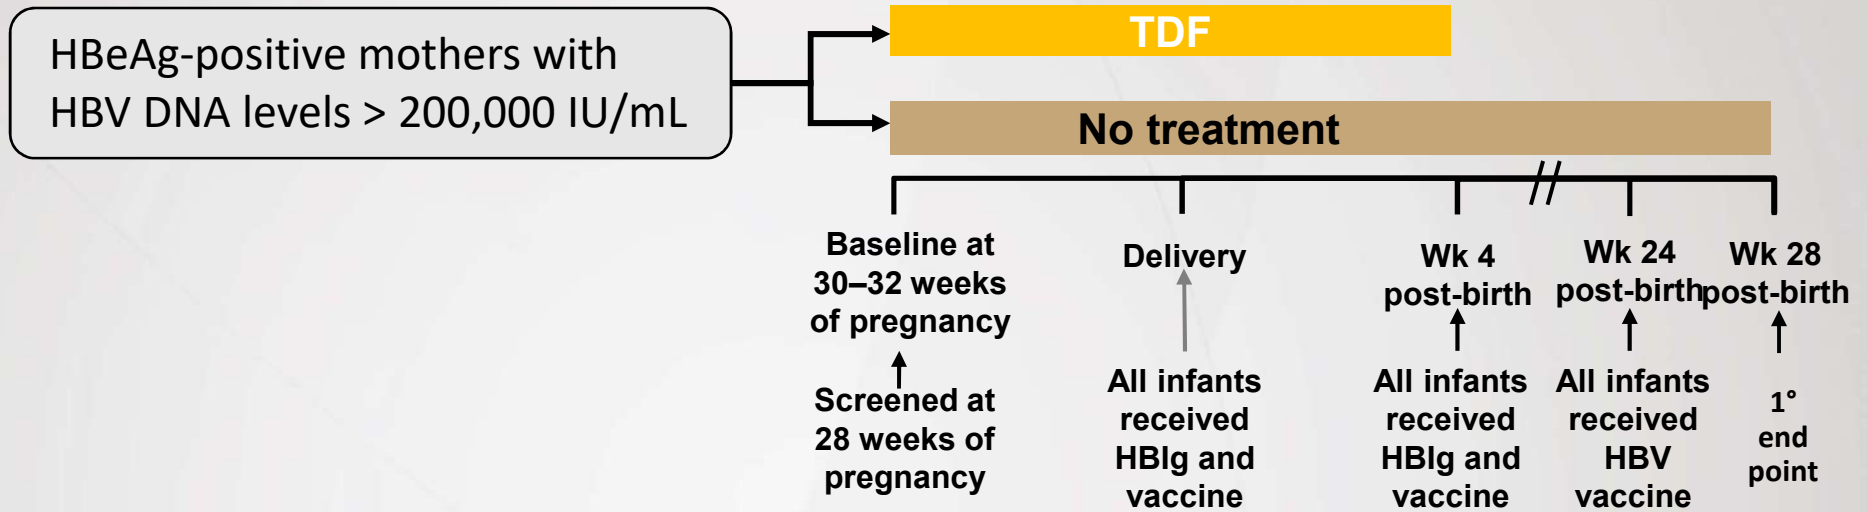 HBeAg-positive mothers with
HBV DNA levels > 200,000 IU/mL
TDF
No treatment
Baseline at
30–32 weeks
of pregnancy
Screened at
28 weeks of
pregnancy
Delivery
All infants
received
HBIg and
vaccine
Wk 4
post-birth
All infants
received
HBIg and
vaccine
Wk 24
post-birth
All infants
received
HBV
vaccine
Wk 28
post-birth
1°
end
point